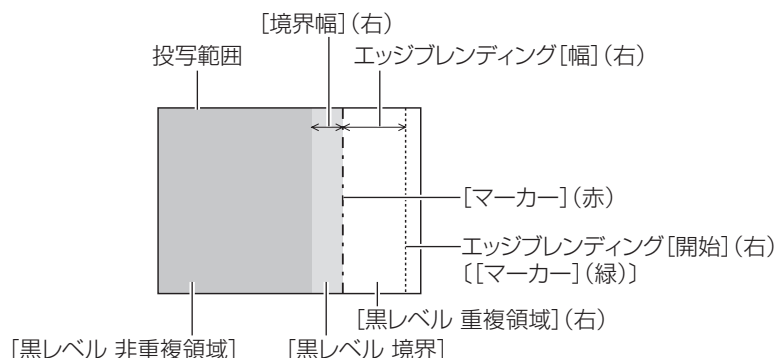 [境界幅](右)
投写範囲
エッジブレンディング[幅](右)
[マーカー](赤)
エッジブレンディング[開始](右)
〔[マーカー](緑)〕
[黒レベル 重複領域](右)
[黒レベル 非重複領域]
[黒レベル 境界]